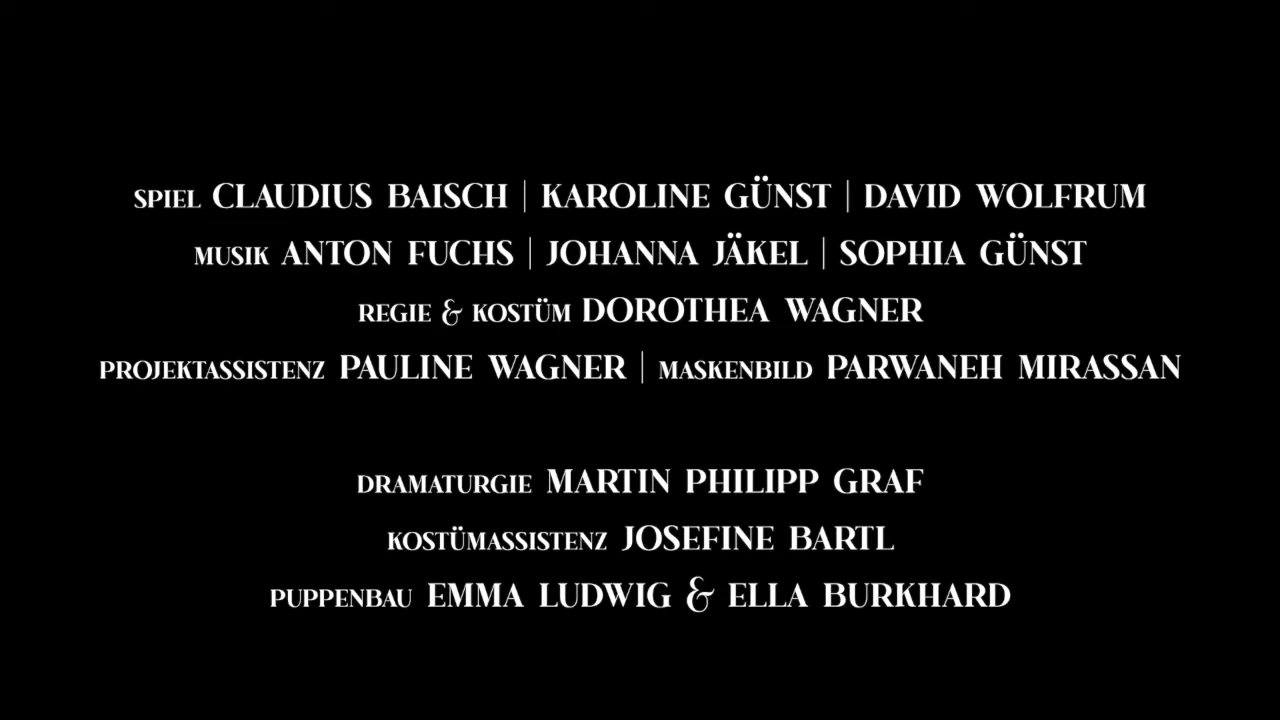 SPIEL CLAUDIUS BAISCH | KAROLINE GÜNST | DAVID WOLFRUM
MUSIK ANTON FUCHS | JOHANNA JÄKEL | SOPHIA GÜNST
REGIE & KOSTÜM DOROTHEA WAGNER
PROJEKTASSISTENZ PAULINE WAGNER | MASKENBILD PARWANEH MIRASSAN
DRAMATURGIE MARTIN PHILIPP GRAF
KOSTÜMASSISTENZ JOSEFINE BARTL
PUPPENBAU EMMA LUDWIG & ELLA BURKHARD